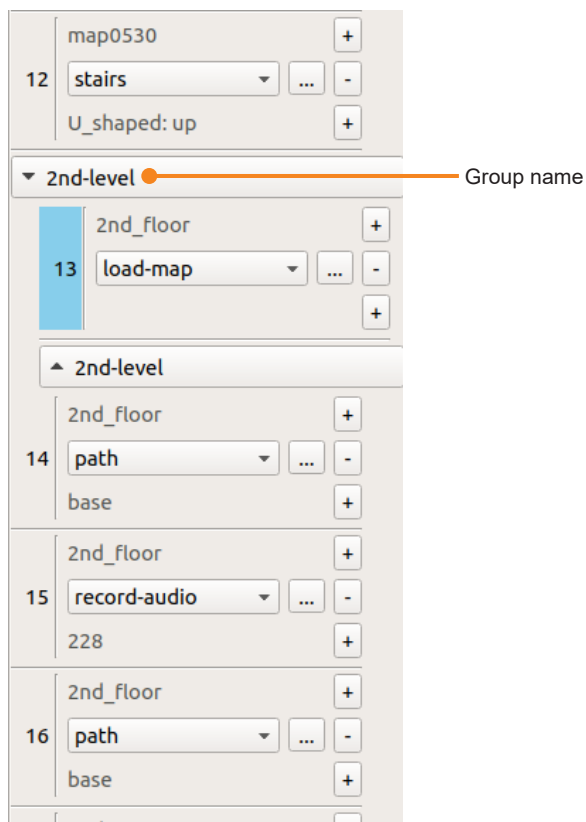 map0530 +
12 stairs ... -
U_shaped: up +
2nd-level Group name
2nd_floor +
13 load-map ... -
+
2nd-level
2nd_floor +
14 path ... -
base +
2nd_floor +
15 record-audio ... -
228 +
2nd_floor +
16 path ... -
base +